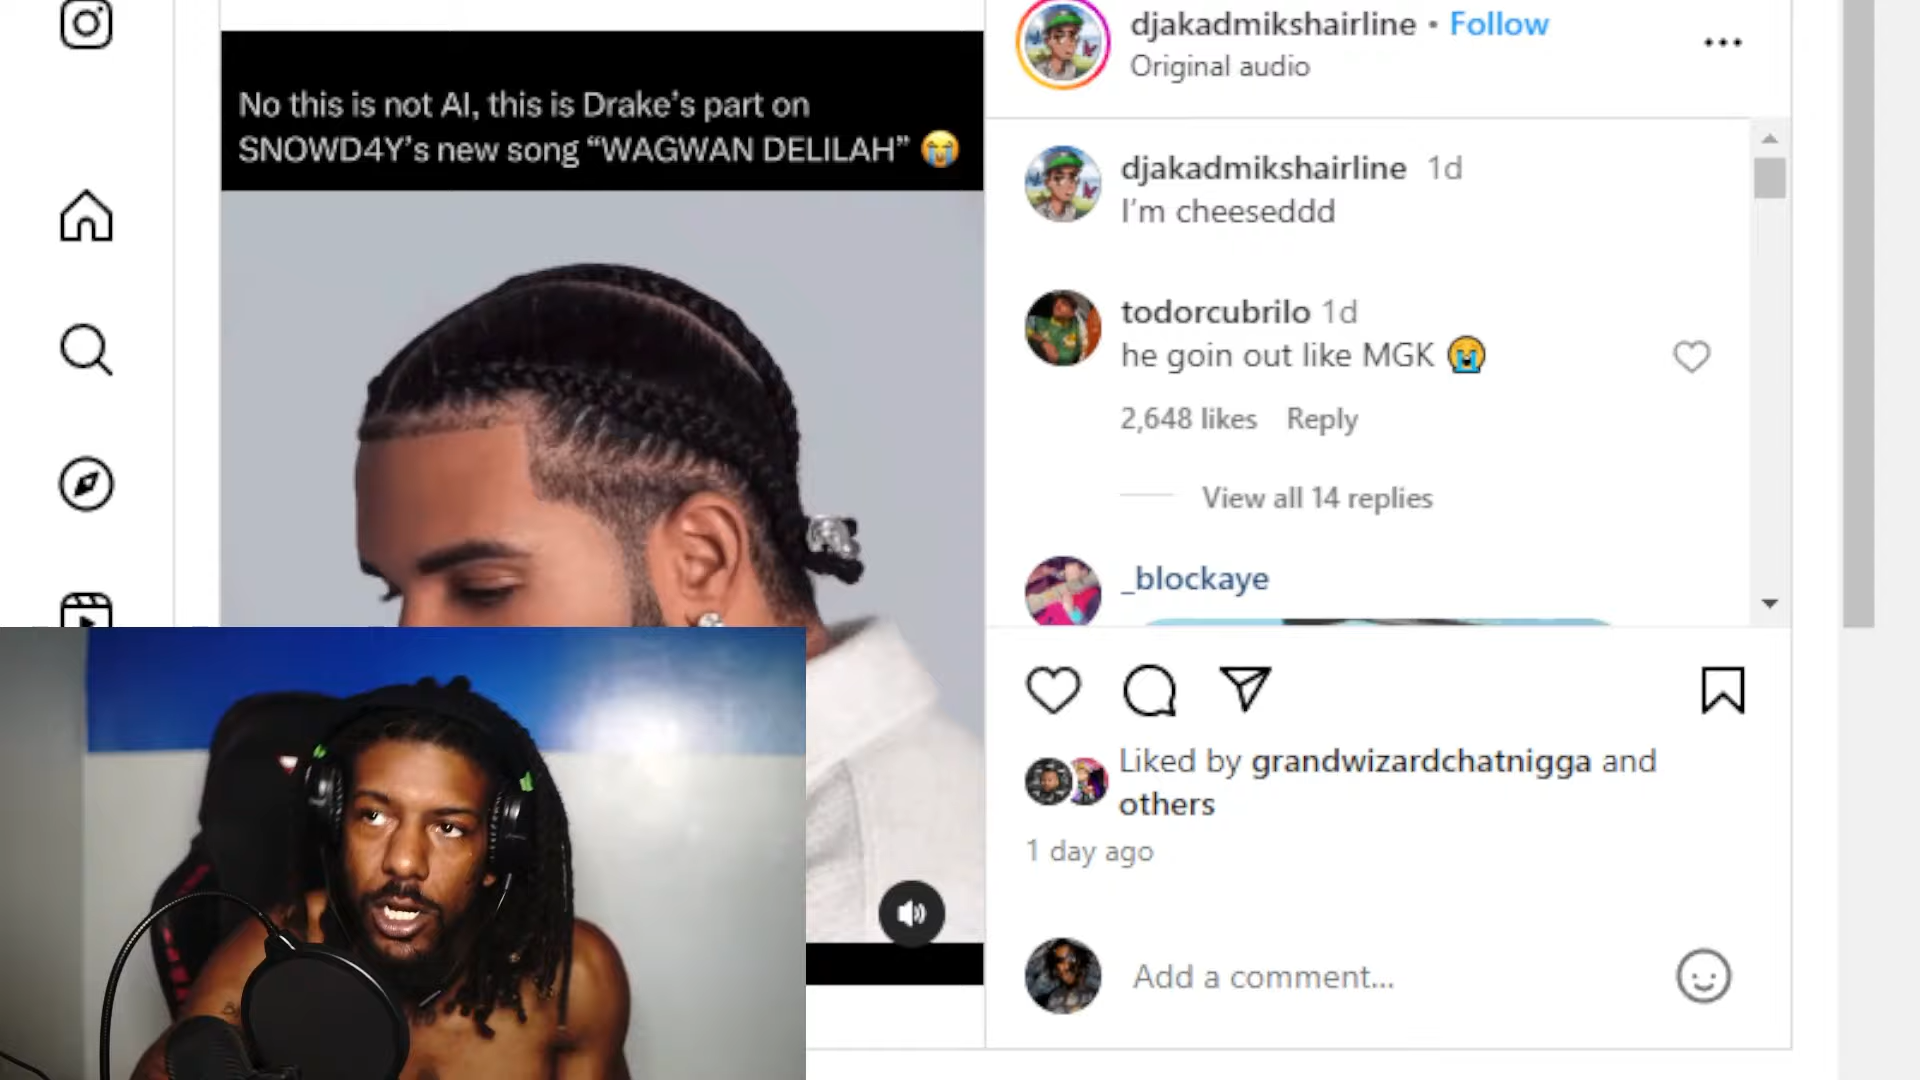 No this is not AI, this is Drake's part on
SNOWD4Y's new song “WAGWAN DELILAH” 😭
djakadmikshairline • Follow
Original audio
djakadmikshairline 1d
I'm cheeseddd
todorcubrilo 1d
he goin out like MGK 😭
2,648 likes Reply
View all 14 replies
_blockaye
Liked by grandwizardchatnigga and
others
1 day ago
Add a comment...